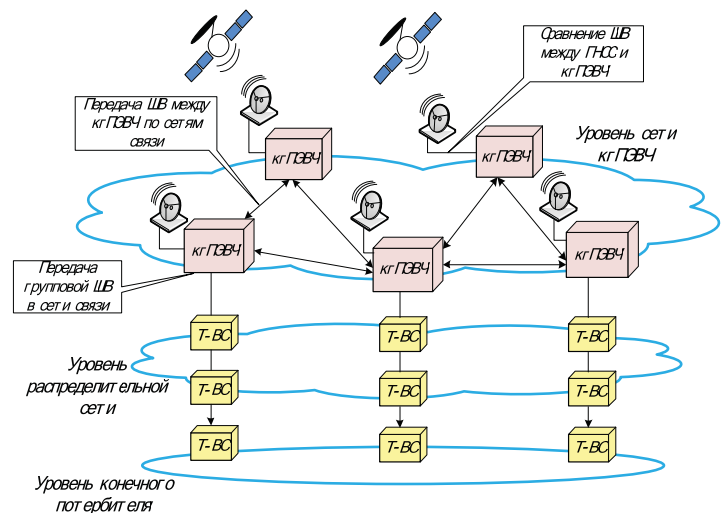 Сравнение ШВ
между ГНСС и
кгПЭВЧ
Передача ШВ между
кгПЭВЧ по сетям
связи
Уровень сети
кгПЭВЧ
кгПЭВЧ
кгПЭВЧ
кгПЭВЧ
кгПЭВЧ
кгПЭВЧ
Передача
групповой ШВ
в сети связи
Т-ВС
Т-ВС
Т-ВС
Уровень
распределительной
сети
Т-ВС
Т-ВС
Т-ВС
Т-ВС
Т-ВС
Т-ВС
Уровень конечного
потербителя